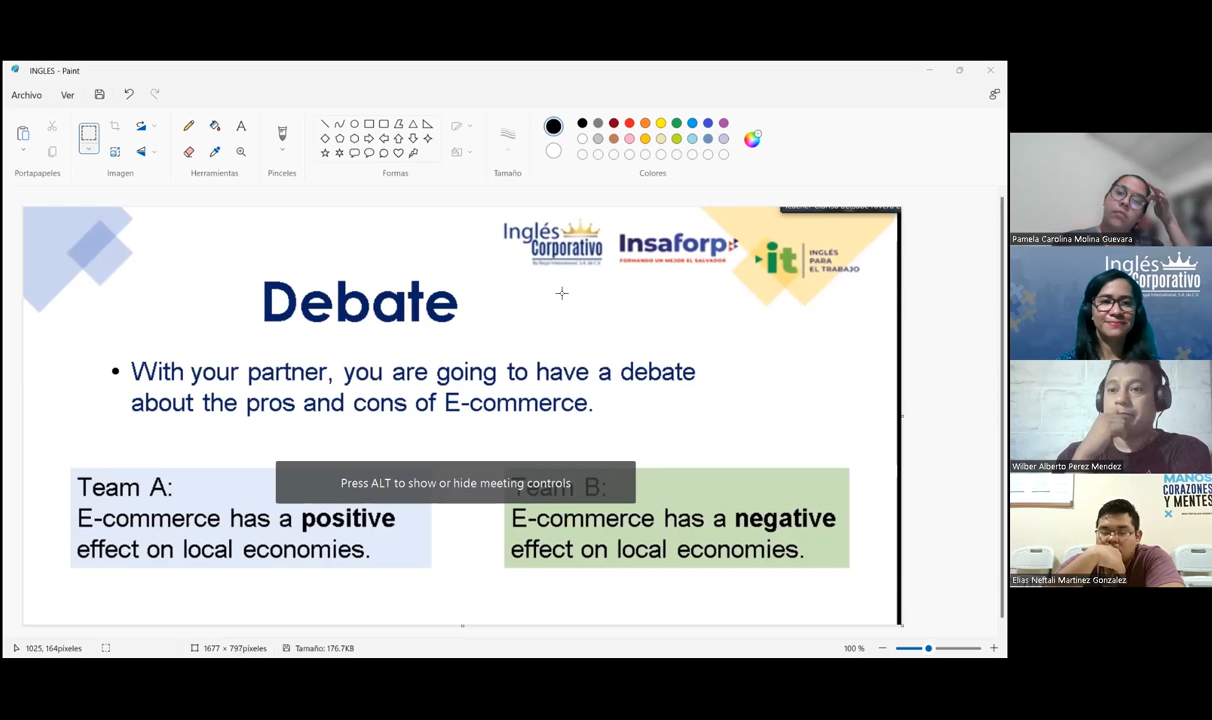 INGLES - Paint
Archivo
Ver
Portapapeles
Imagen
Herramientas
Pinceles
Formas
Tamaño
Colores
Inglés
Corporativo
Insaforp
FORMANDO UN MEJOR EL SALVADOR
it
INGLÉS
PARA
EL TRABAJO
Debate
• With your partner, you are going to have a debate
about the pros and cons of E-commerce.
Team A:
E-commerce has a positive
effect on local economies.
Press ALT to show or hide meeting controls
Team B:
E-commerce has a negative
effect on local economies.
1025, 164píxeles
1677 × 797píxeles
Tamaño: 176.7KB
100 %
Pamela Carolina Molina Guevara
Inglés
Corporativo
Wilber Alberto Perez Mendez
MANOS
CORAZONES
Y MENTES
Elias Neftali Martinez Gonzalez